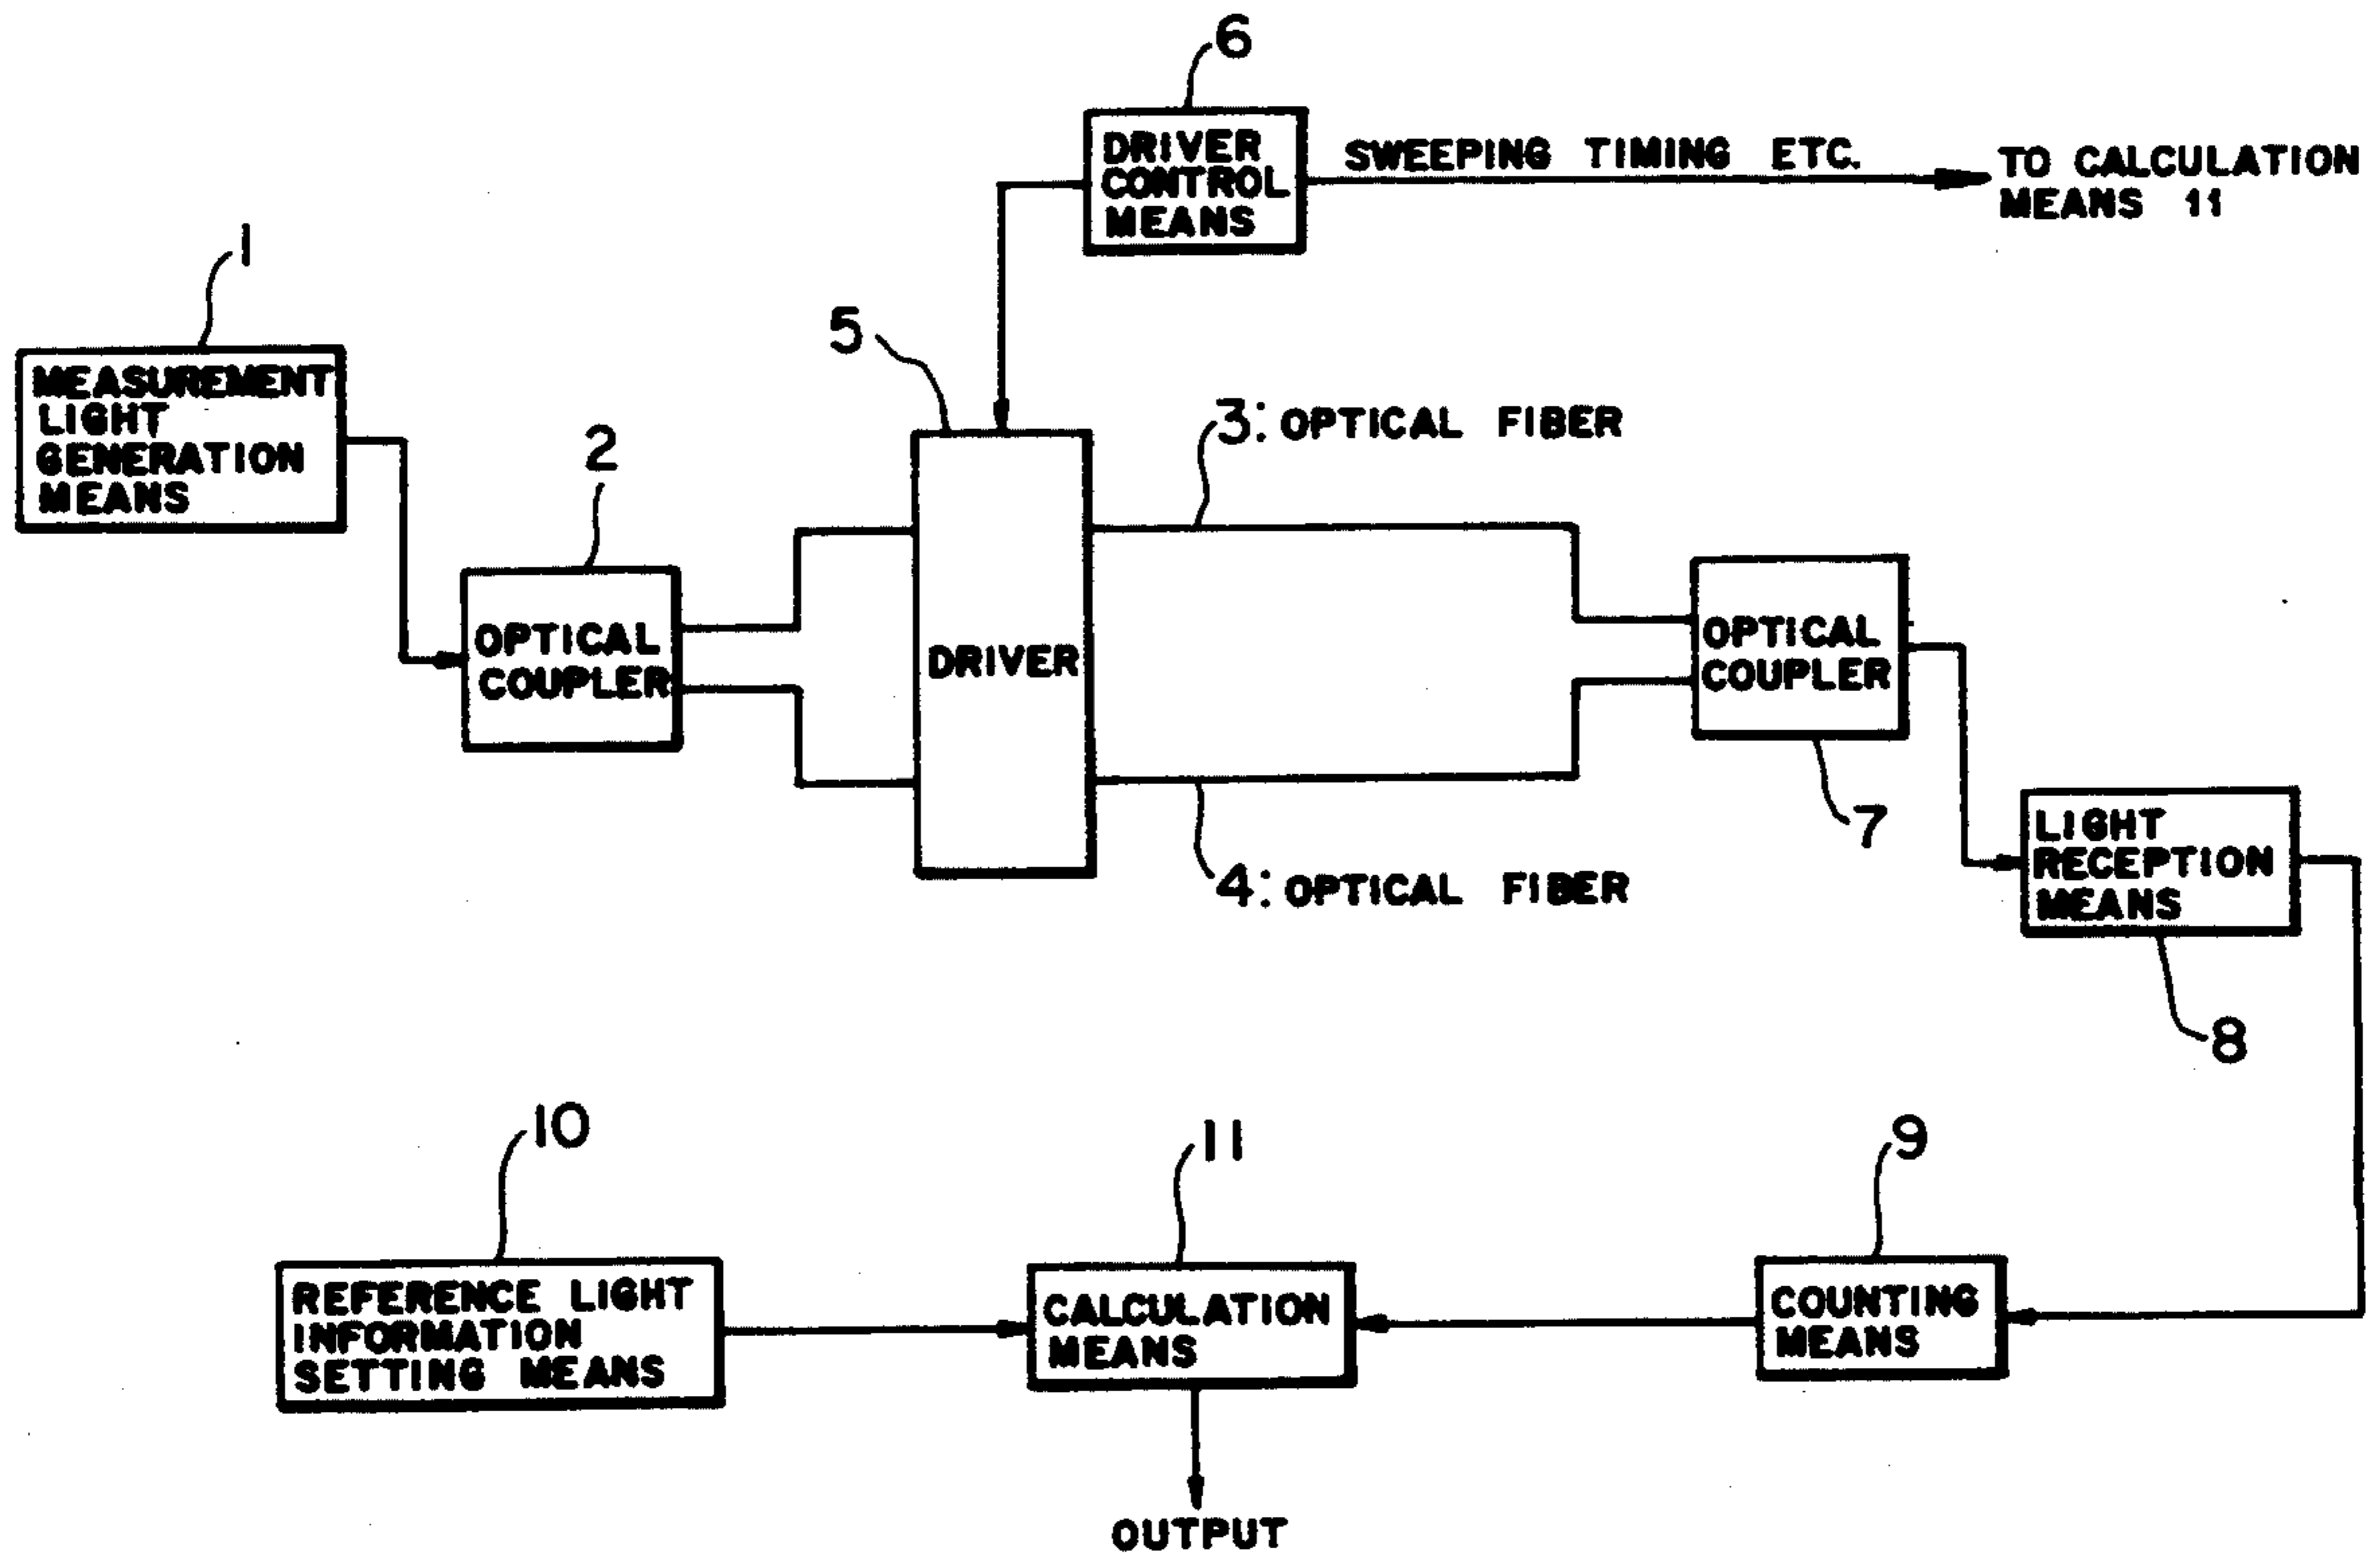 6
DRIVER
CONTROL
MEANS
SWEEPING TIMING ETC.
TO CALCULATION
MEANS 11
1
MEASUREMENT
LIGHT
GENERATION
MEANS
5
3: OPTICAL FIBER
2
OPTICAL
COUPLER
DRIVER
OPTICAL
COUPLER
7
4: OPTICAL FIBER
LIGHT
RECEPTION
MEANS
8
10
REFERENCE LIGHT
INFORMATION
SETTING MEANS
11
CALCULATION
MEANS
9
COUNTING
MEANS
OUTPUT